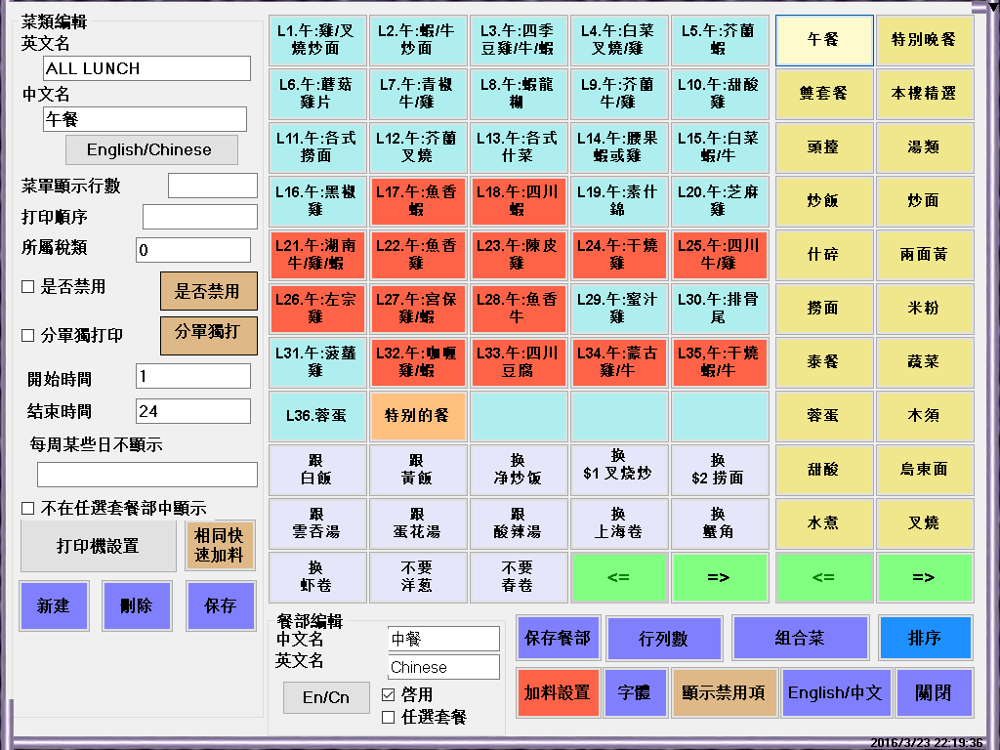 菜類編輯
英文名
ALL LUNCH
中文名
午餐
English/Chinese
菜單顯示行數
打印順序
所屬稅類
0
是否禁用
是否禁用
分單獨打印
分單獨打
開始時間
1
结束時間
24
每周某些日不顯示
不在任選套餐部中顯示
打印機設置
相同快
速加料
新建
刪除
保存
L1.午:雞/叉
燒炒面
L2.午:蝦/牛
炒面
L3.午:四季
豆雞/牛/蝦
L4.午:白菜
叉燒/雞
L5.午:芥蘭
蝦
L6.午:蘑菇
雞片
L7.午:青椒
牛/雞
L8.午:蝦龍
糊
L9.午:芥蘭
牛/雞
L10.午:甜酸
雞
L11.午:各式
撈面
L12.午:芥蘭
叉燒
L13.午:各式
什菜
L14.午:腰果
蝦或雞
L15.午:白菜
蝦/牛
L16.午:黑椒
雞
L17.午:魚香
蝦
L18.午:四川
蝦
L19.午:素什
錦
L20.午:芝麻
雞
L21.午:湖南
牛/雞/蝦
L22.午:魚香
雞
L23.午:陳皮
雞
L24.午:干燒
雞
L25.午:四川
牛/雞
L26.午:左宗
雞
L27.午:宮保
雞/蝦
L28.午:魚香
牛
L29.午:蜜汁
雞
L30.午:排骨
尾
L31.午:菠蘿
雞
L32.午:咖喱
雞/蝦
L33.午:四川
豆腐
L34.午:蒙古
雞/牛
L35,午:干燒
蝦/牛
L36.蓉蛋
特别的餐
跟
白飯
跟
黃飯
换
净炒饭
换
$1 叉烧炒
换
$2 捞面
跟
雲吞湯
跟
蛋花湯
跟
酸辣湯
换
上海卷
换
蟹角
换
虾卷
不要
洋葱
不要
春卷
<=
=>
午餐
特別晚餐
雙套餐
本樓精選
頭擡
湯類
炒飯
炒面
什碎
兩面黃
撈面
米粉
泰餐
蔬菜
蓉蛋
木須
甜酸
烏東面
水煮
叉燒
<=
=>
餐部編輯
中文名
中餐
英文名
Chinese
En/Cn
啓用
任選套餐
保存餐部
行列數
組合菜
排序
加料設置
字體
顯示禁用項
English/中文
關閉
2016/3/23 22:19:36